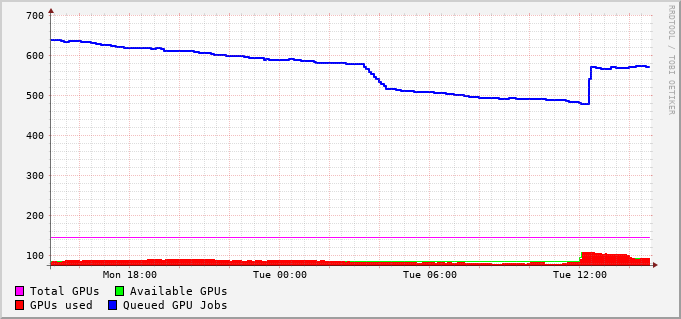 700
600
500
400
300
200
100
Mon 18:00 Tue 00:00 Tue 06:00 Tue 12:00
Total GPUs Available GPUs
GPUs used Queued GPU Jobs
RRDTOOL / TOBI OETIKER